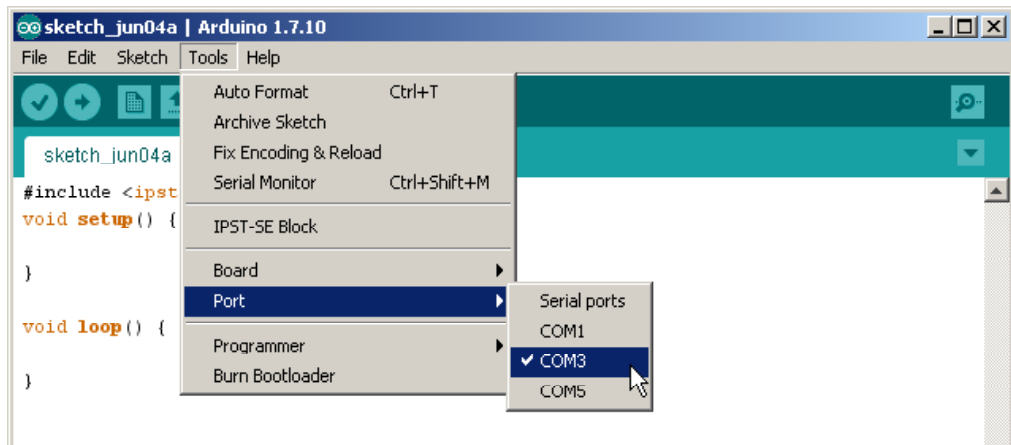 sketch_jun04a | Arduino 1.7.10
File Edit Sketch Tools Help
Auto Format Ctrl+T
Archive Sketch
Fix Encoding & Reload
Serial Monitor Ctrl+Shift+M
IPST-SE Block
Board
Port
Programmer
Burn Bootloader
Serial ports
COM1
COM3
COM5
sketch_jun04a
#include <ipst
void setup() {
}
void loop() {
}